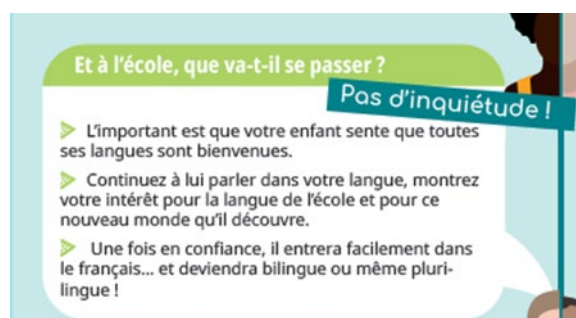 Et à l'école, que va-t-il se passer ?
Pas d'inquiétude !
L'important est que votre enfant sente que toutes
ses langues sont bienvenues.
Continuez à lui parler dans votre langue, montrez
votre intérêt pour la langue de l'école et pour ce
nouveau monde qu'il découvre.
Une fois en confiance, il entrera facilement dans
le français... et deviendra bilingue ou même pluri-
lingue !